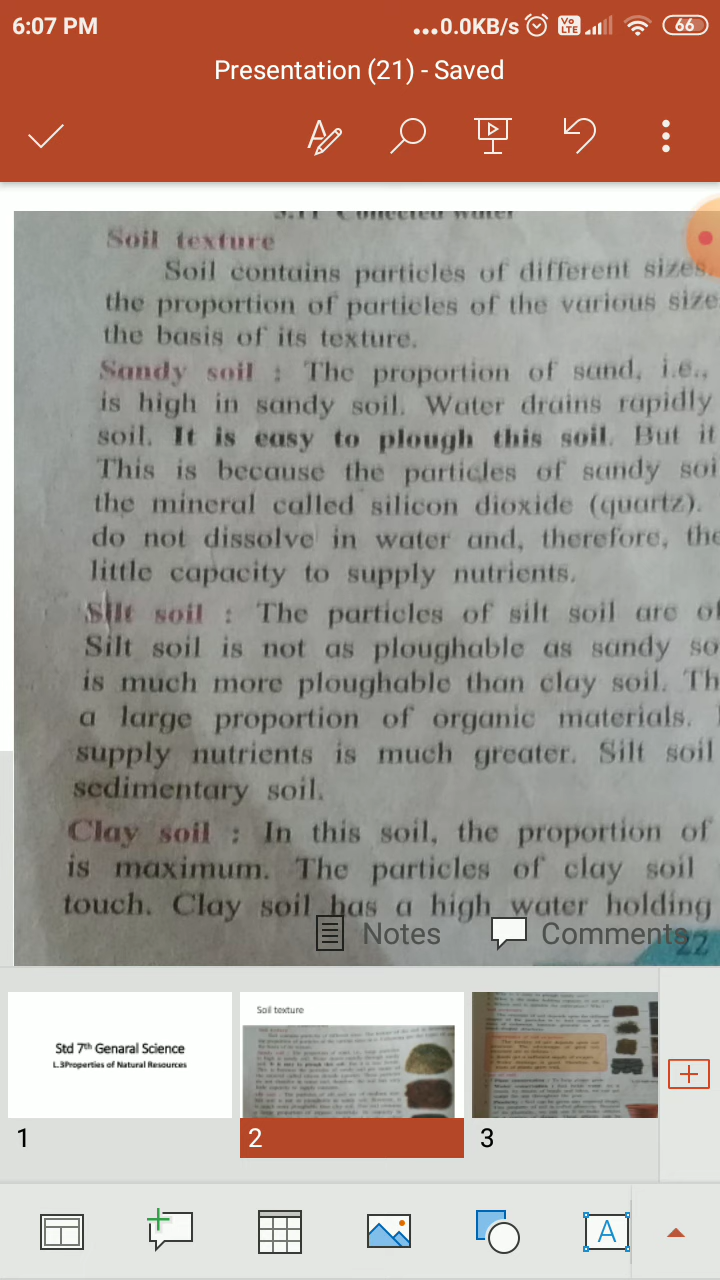 6:07 PM
...0.0KB/s
Vo LTE
66
Presentation (21) - Saved
3.11 Collected water
Soil texture
Soil contains particles of different sizes.
the proportion of particles of the various size
the basis of its texture.
Sandy soil : The proportion of sand, i.e.,
is high in sandy soil. Water drains rapidly
soil. It is easy to plough this soil. But it
This is because the particles of sandy soi
the mineral called silicon dioxide (quartz).
do not dissolve in water and, therefore, the
little capacity to supply nutrients.
Silt soil : The particles of silt soil are of
Silt soil is not as ploughable as sandy so
is much more ploughable than clay soil. Th
a large proportion of organic materials.
supply nutrients is much greater. Silt soil
sedimentary soil.
Clay soil : In this soil, the proportion of
is maximum. The particles of clay soil
touch. Clay soil has a high water holding
22
Notes
Comments
Std 7th Genaral Science
L.3Properties of Natural Resources
1
Soil texture
2
3
A